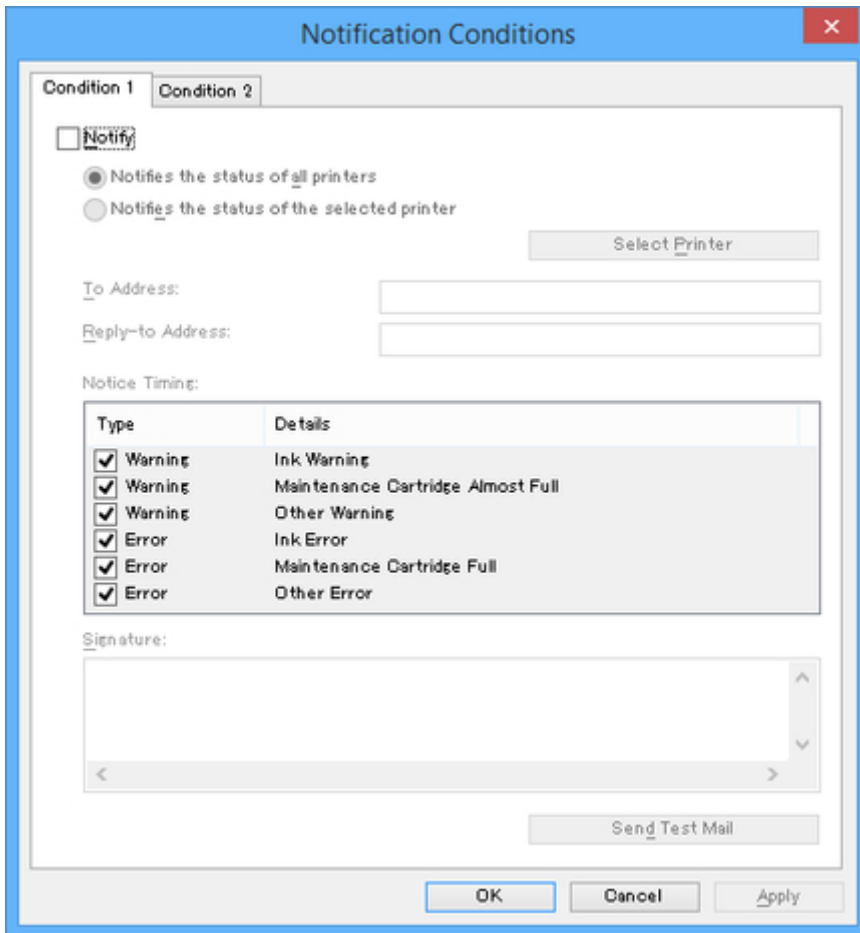 Notification Conditions
Condition 1 Condition 2
Notify
Notifies the status of all printers
Notifies the status of the selected printer
Select Printer
To Address:
Reply-to Address:
Notice Timing:
Type Details
Warning Ink Warning
Warning Maintenance Cartridge Almost Full
Warning Other Warning
Error Ink Error
Error Maintenance Cartridge Full
Error Other Error
Signature:
Send Test Mail
OK Cancel Apply